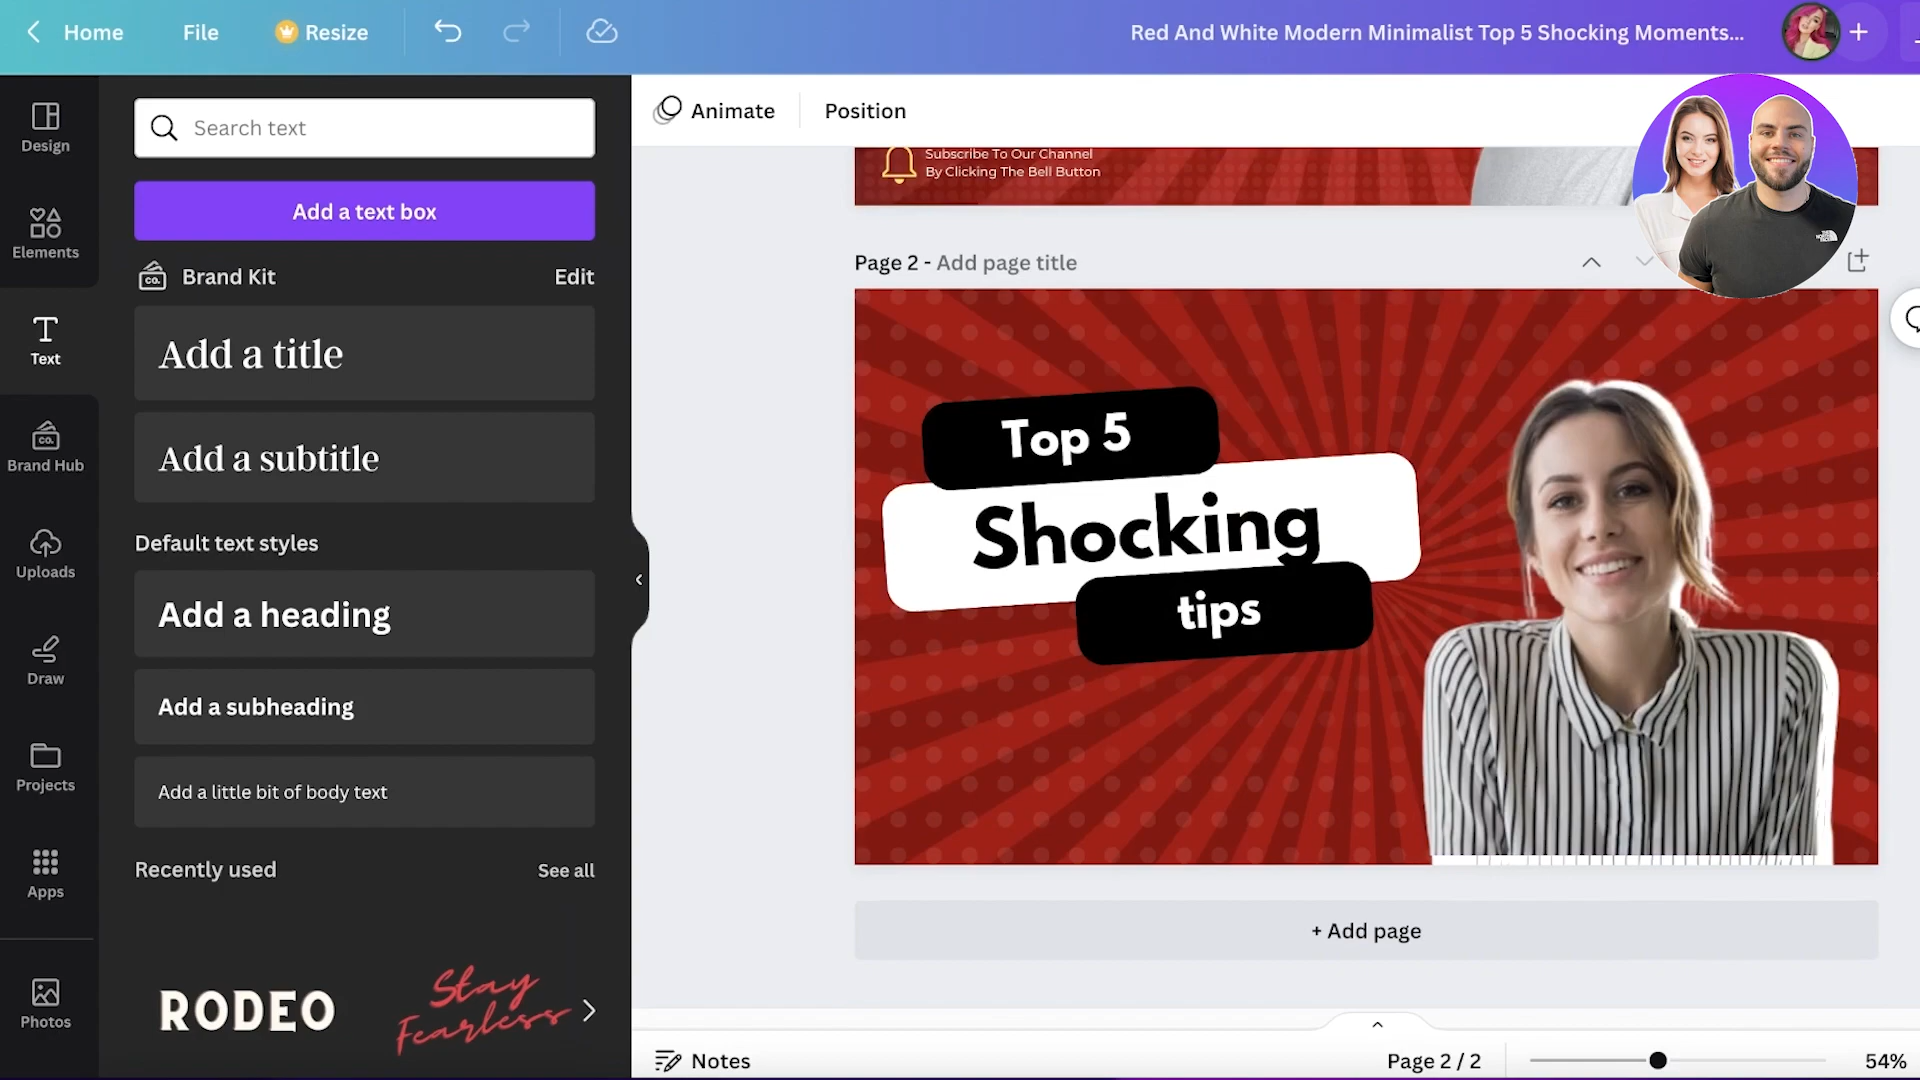 Home
File
Resize
Red And White Modern Minimalist Top 5 Shocking Moments...
Design
Elements
Text
Brand Hub
Uploads
Draw
Projects
Apps
Photos
Search text
Add a text box
CO.
Brand Kit
Edit
Add a title
Add a subtitle
Default text styles
Add a heading
Add a subheading
Add a little bit of body text
Recently used
See all
RODEO
Stay
Fearless
Animate
Position
Subscribe To Our Channel
By Clicking The Bell Button
Page 2 - Add page title
Top 5
Shocking
tips
+ Add page
Notes
Page 2 / 2
54%